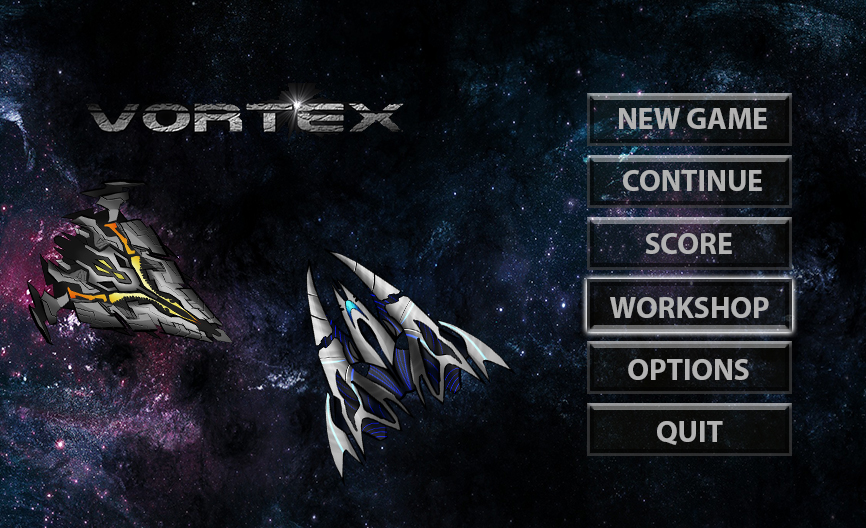 VORTEX
NEW GAME
CONTINUE
SCORE
WORKSHOP
OPTIONS
QUIT